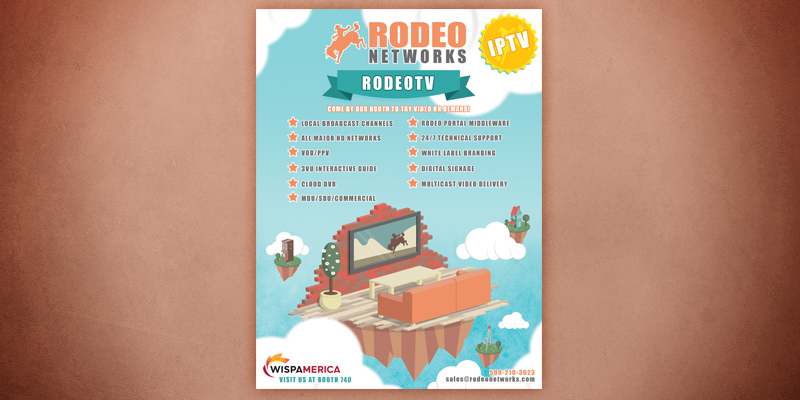 RODEO
NETWORKS
IPTV
RODEOTV
COME BY OUR BOOTH TO TRY VIDEO ON DEMAND!
LOCAL BROADCAST CHANNELS
ALL MAJOR HD NETWORKS
VOD/PPV
3VU INTERACTIVE GUIDE
CLOUD DVR
MDU/SDU/COMMERCIAL
RODEO PORTAL MIDDLEWARE
24/7 TECHNICAL SUPPORT
WHITE LABEL BRANDING
DIGITAL SIGNAGE
MULTICAST VIDEO DELIVERY
WISPAMERICA
VISIT US AT BOOTH 740
sales@rodeonetworks.com